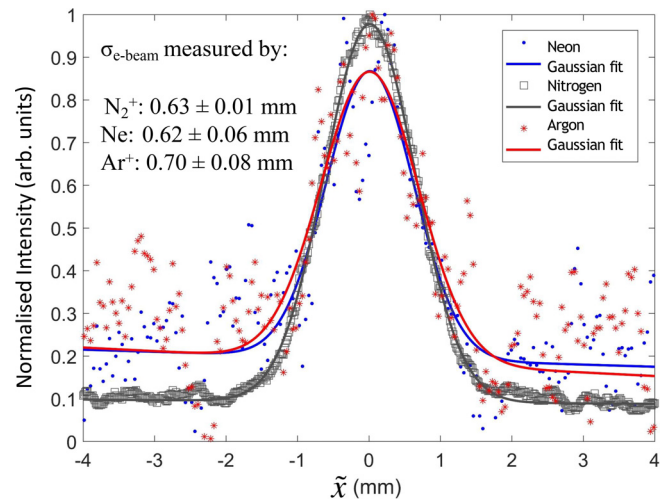 σe-beam measured by:
N2+: 0.63 ± 0.01 mm
Ne: 0.62 ± 0.06 mm
Ar+: 0.70 ± 0.08 mm
Neon
Gaussian fit
Nitrogen
Gaussian fit
Argon
Gaussian fit
Normalised Intensity (arb. units)
1
0.9
0.8
0.7
0.6
0.5
0.4
0.3
0.2
0.1
0
-4 -3 -2 -1 0 1 2 3 4
x̃ (mm)